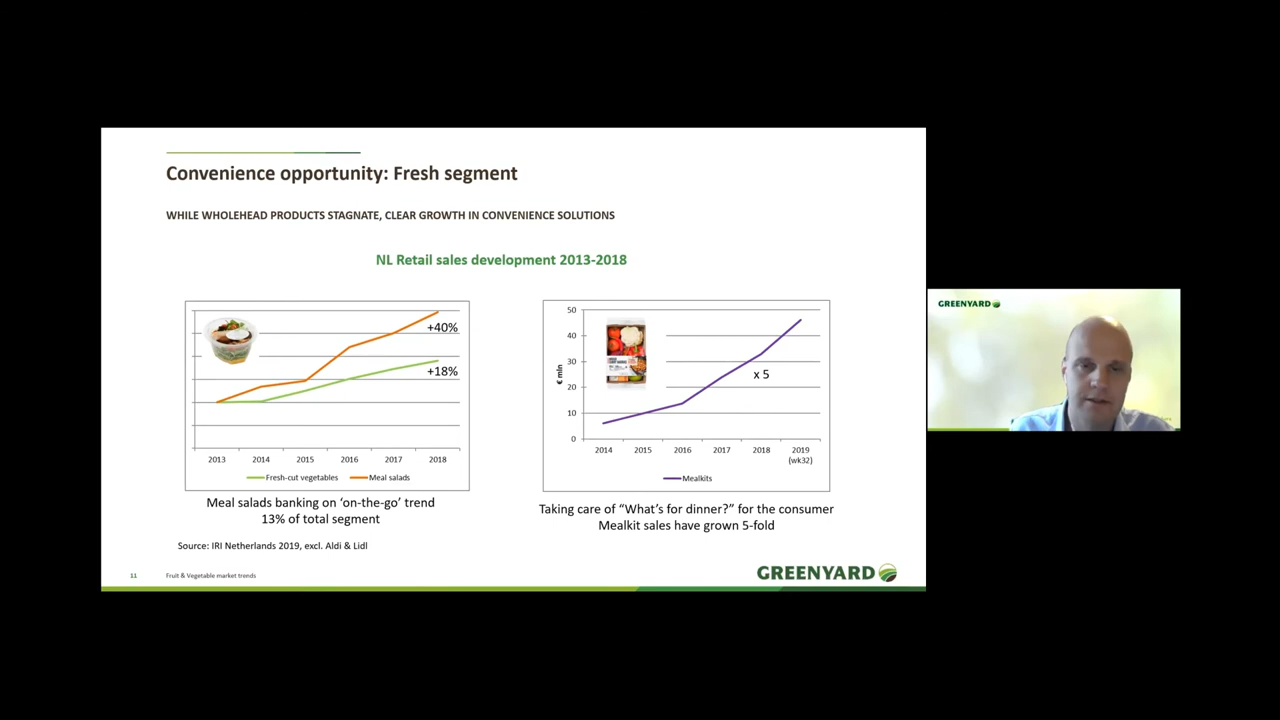 Convenience opportunity: Fresh segment
WHILE WHOLEHEAD PRODUCTS STAGNATE, CLEAR GROWTH IN CONVENIENCE SOLUTIONS
NL Retail sales development 2013-2018
+40%
+18%
2013 2014 2015 2016 2017 2018
Fresh-cut vegetables Meal salads
Meal salads banking on ‘on-the-go’ trend
13% of total segment
Source: IRI Netherlands 2019, excl. Aldi & Lidl
50
40
30
20
10
0
€ mln
x 5
2014 2015 2016 2017 2018 2019
(wk32)
Mealkits
Taking care of “What’s for dinner?” for the consumer
Mealkit sales have grown 5-fold
11 Fruit & Vegetable market trends
GREENYARD
GREENYARD